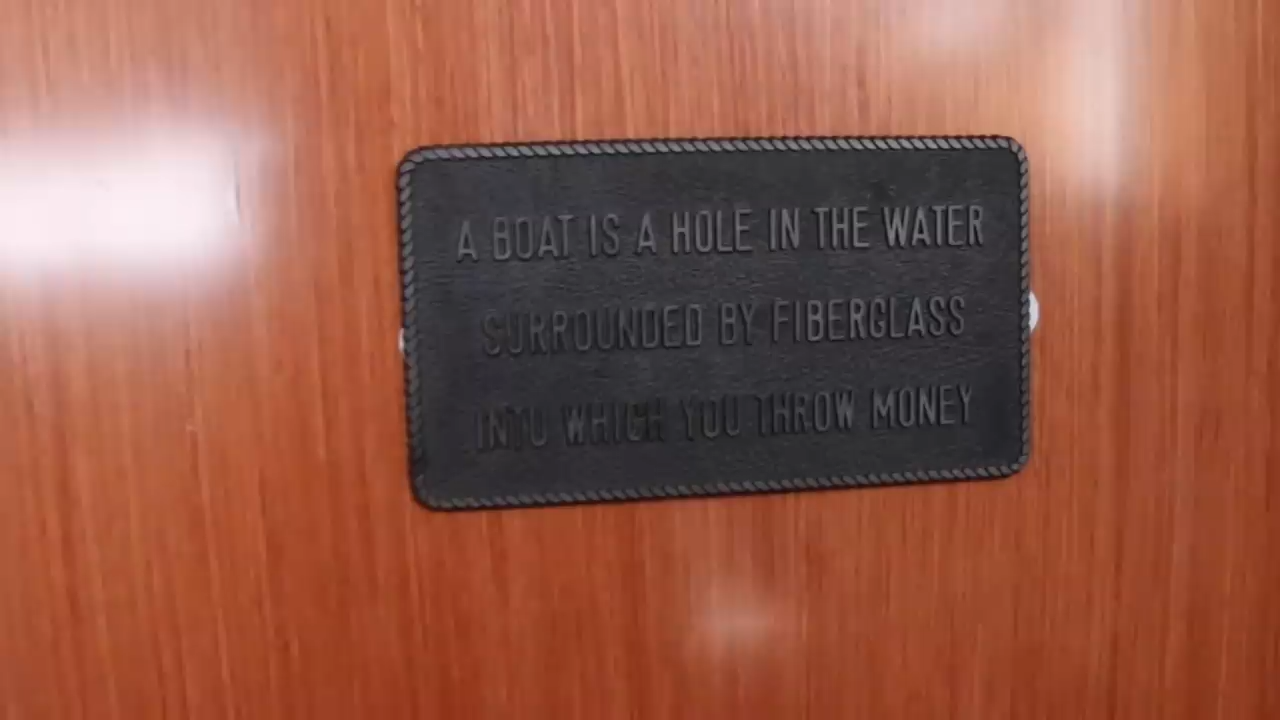 A BOAT IS A HOLE IN THE WATER
SURROUNDED BY FIBERGLASS
INTO WHICH YOU THROW MONEY